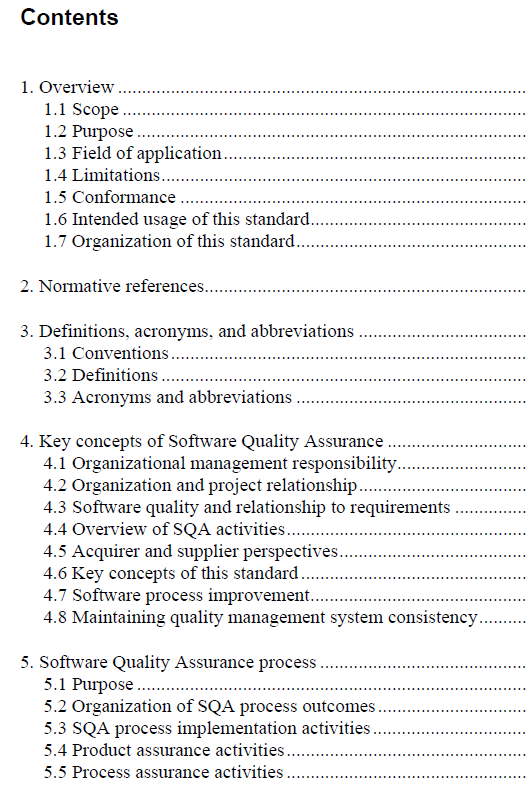 Contents
1. Overview ................................................................
1.1 Scope ................................................................
1.2 Purpose ................................................................
1.3 Field of application................................................................
1.4 Limitations................................................................
1.5 Conformance ................................................................
1.6 Intended usage of this standard................................................................
1.7 Organization of this standard................................................................
2. Normative references................................................................
3. Definitions, acronyms, and abbreviations ................................................................
3.1 Conventions................................................................
3.2 Definitions ................................................................
3.3 Acronyms and abbreviations ................................................................
4. Key concepts of Software Quality Assurance ................................................................
4.1 Organizational management responsibility................................................................
4.2 Organization and project relationship................................................................
4.3 Software quality and relationship to requirements ................................................................
4.4 Overview of SQA activities................................................................
4.5 Acquirer and supplier perspectives................................................................
4.6 Key concepts of this standard................................................................
4.7 Software process improvement................................................................
4.8 Maintaining quality management system consistency................................................................
5. Software Quality Assurance process ................................................................
5.1 Purpose ................................................................
5.2 Organization of SQA process outcomes................................................................
5.3 SQA process implementation activities................................................................
5.4 Product assurance activities................................................................
5.5 Process assurance activities ................................................................